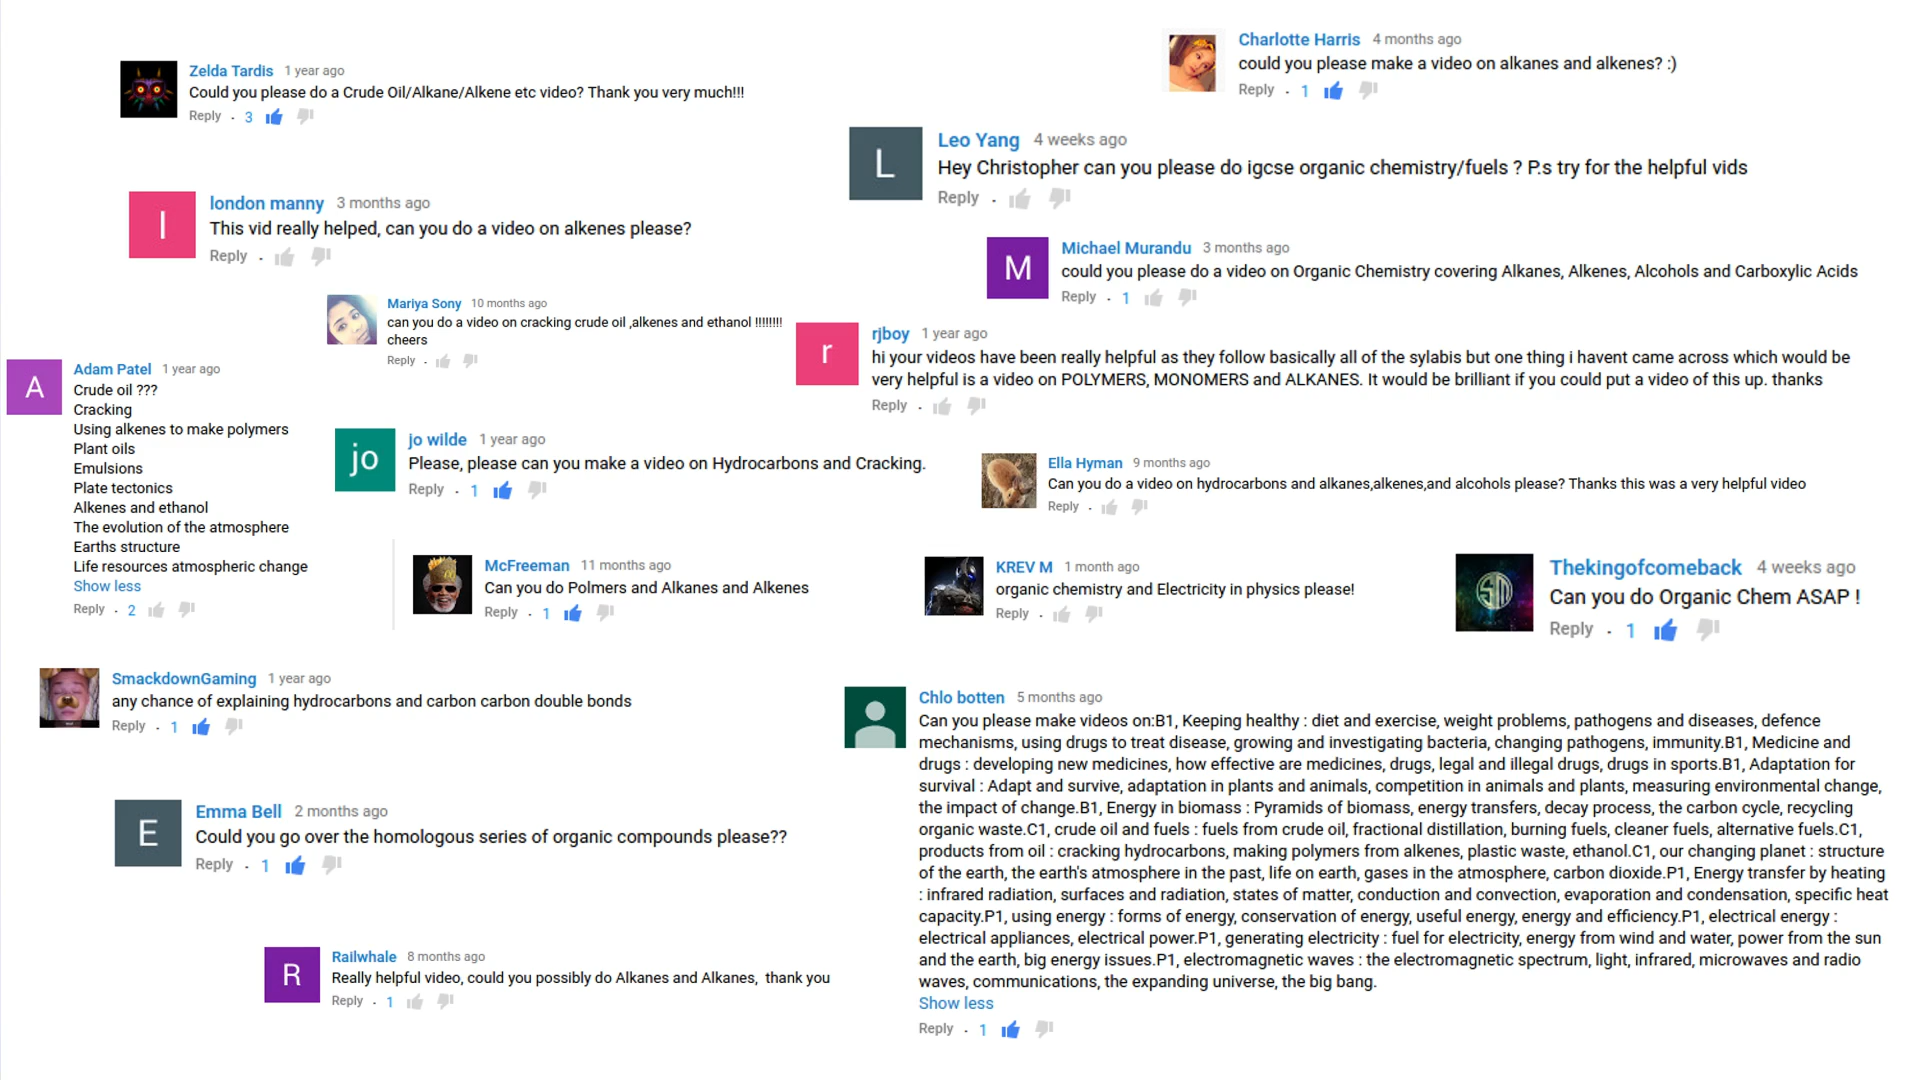 Zelda Tardis 1 year ago
Could you please do a Crude Oil/Alkane/Alkene etc video? Thank you very much!!!
Reply · 3
Charlotte Harris 4 months ago
could you please make a video on alkanes and alkenes? :)
Reply · 1
L
Leo Yang 4 weeks ago
Hey Christopher can you please do igcse organic chemistry/fuels ? P.s try for the helpful vids
Reply ·
l
london manny 3 months ago
This vid really helped, can you do a video on alkenes please?
Reply ·
M
Michael Murandu 3 months ago
could you please do a video on Organic Chemistry covering Alkanes, Alkenes, Alcohols and Carboxylic Acids
Reply · 1
Mariya Sony 10 months ago
can you do a video on cracking crude oil ,alkenes and ethanol !!!!!!!!
cheers
Reply ·
r
rjboy 1 year ago
hi your videos have been really helpful as they follow basically all of the sylabis but one thing i havent came across which would be
very helpful is a video on POLYMERS, MONOMERS and ALKANES. It would be brilliant if you could put a video of this up. thanks
Reply ·
A
Adam Patel 1 year ago
Crude oil ???
Cracking
Using alkenes to make polymers
Plant oils
Emulsions
Plate tectonics
Alkenes and ethanol
The evolution of the atmosphere
Earths structure
Life resources atmospheric change
Show less
Reply · 2
jo
jo wilde 1 year ago
Please, please can you make a video on Hydrocarbons and Cracking.
Reply · 1
Ella Hyman 9 months ago
Can you do a video on hydrocarbons and alkanes,alkenes,and alcohols please? Thanks this was a very helpful video
Reply ·
McFreeman 11 months ago
Can you do Polmers and Alkanes and Alkenes
Reply · 1
KREV M 1 month ago
organic chemistry and Electricity in physics please!
Reply ·
Thekingofcomeback 4 weeks ago
Can you do Organic Chem ASAP !
Reply · 1
SmackdownGaming 1 year ago
any chance of explaining hydrocarbons and carbon carbon double bonds
Reply · 1
Chlo botten 5 months ago
Can you please make videos on:B1, Keeping healthy : diet and exercise, weight problems, pathogens and diseases, defence
mechanisms, using drugs to treat disease, growing and investigating bacteria, changing pathogens, immunity.B1, Medicine and
drugs : developing new medicines, how effective are medicines, drugs, legal and illegal drugs, drugs in sports.B1, Adaptation for
survival : Adapt and survive, adaptation in plants and animals, competition in animals and plants, measuring environmental change,
the impact of change.B1, Energy in biomass : Pyramids of biomass, energy transfers, decay process, the carbon cycle, recycling
organic waste.C1, crude oil and fuels : fuels from crude oil, fractional distillation, burning fuels, cleaner fuels, alternative fuels.C1,
products from oil : cracking hydrocarbons, making polymers from alkenes, plastic waste, ethanol.C1, our changing planet : structure
of the earth, the earth's atmosphere in the past, life on earth, gases in the atmosphere, carbon dioxide.P1, Energy transfer by heating
: infrared radiation, surfaces and radiation, states of matter, conduction and convection, evaporation and condensation, specific heat
capacity.P1, using energy : forms of energy, conservation of energy, useful energy, energy and efficiency.P1, electrical energy :
electrical appliances, electrical power.P1, generating electricity : fuel for electricity, energy from wind and water, power from the sun
and the earth, big energy issues.P1, electromagnetic waves : the electromagnetic spectrum, light, infrared, microwaves and radio
waves, communications, the expanding universe, the big bang.
Show less
Reply · 1
E
Emma Bell 2 months ago
Could you go over the homologous series of organic compounds please??
Reply · 1
R
Railwhale 8 months ago
Really helpful video, could you possibly do Alkanes and Alkanes, thank you
Reply · 1